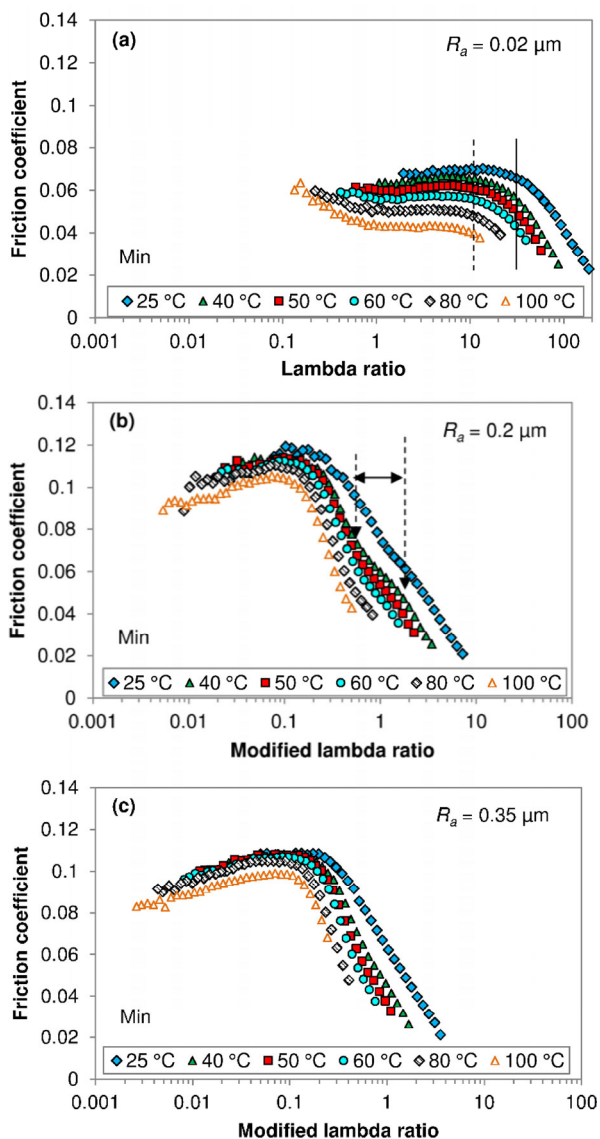 (a)
R_a = 0.02 µm
0.14
0.12
0.1
0.08
0.06
0.04
0.02
0
Friction coefficient
Min
25 °C 40 °C 50 °C 60 °C 80 °C 100 °C
0.001 0.01 0.1 1 10 100
Lambda ratio
(b)
R_a = 0.2 µm
0.14
0.12
0.1
0.08
0.06
0.04
0.02
0
Friction coefficient
Min
25 °C 40 °C 50 °C 60 °C 80 °C 100 °C
0.001 0.01 0.1 1 10 100
Modified lambda ratio
(c)
R_a = 0.35 µm
0.14
0.12
0.1
0.08
0.06
0.04
0.02
0
Friction coefficient
Min
25 °C 40 °C 50 °C 60 °C 80 °C 100 °C
0.001 0.01 0.1 1 10 100
Modified lambda ratio